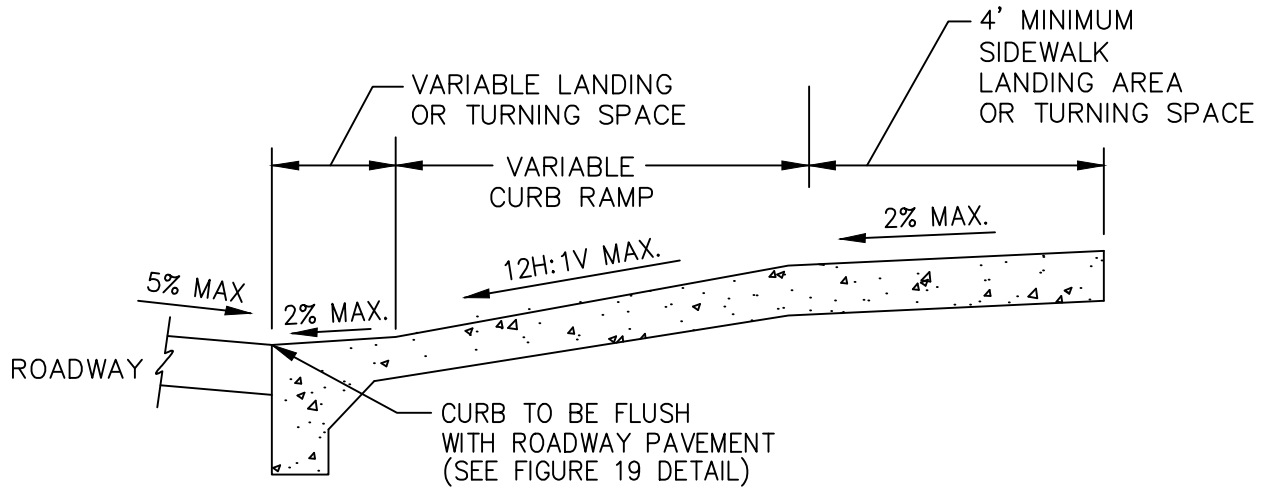 4' MINIMUM
SIDEWALK
LANDING AREA
OR TURNING SPACE
VARIABLE LANDING
OR TURNING SPACE
VARIABLE
CURB RAMP
2% MAX.
12H:1V MAX.
5% MAX
2% MAX.
ROADWAY
CURB TO BE FLUSH
WITH ROADWAY PAVEMENT
(SEE FIGURE 19 DETAIL)